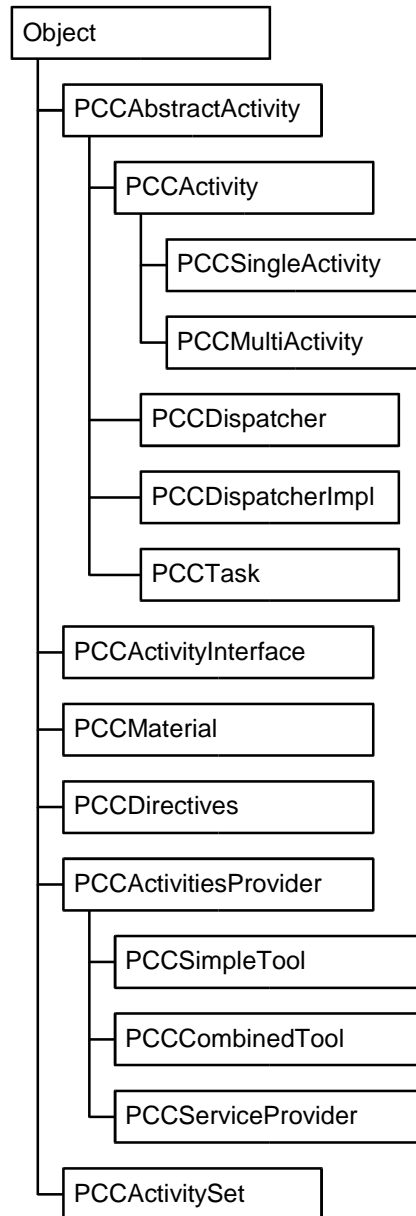 Object
PCCAbstractActivity
PCCActivity
PCCSingleActivity
PCCMultiActivity
PCCDispatcher
PCCDispatcherImpl
PCCTask
PCCActivityInterface
PCCMaterial
PCCDirectives
PCCActivitiesProvider
PCCSimpleTool
PCCCombinedTool
PCCServiceProvider
PCCActivitySet